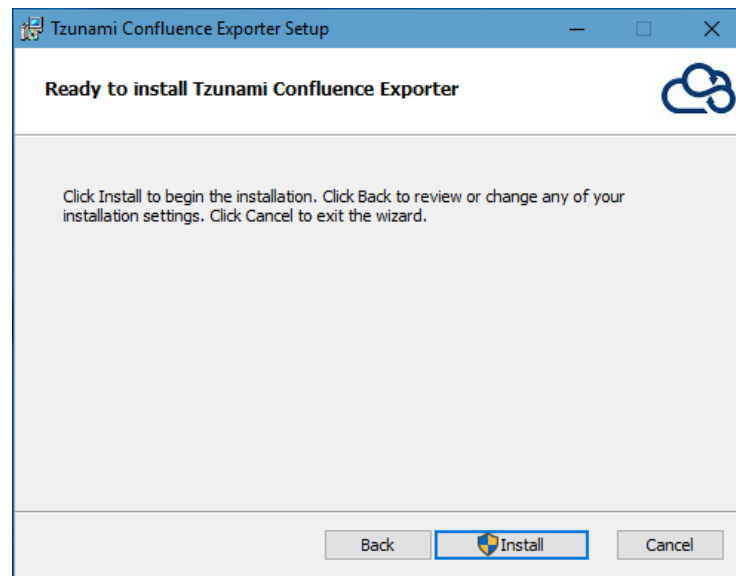 Tzunami Confluence Exporter Setup
Ready to install Tzunami Confluence Exporter
Click Install to begin the installation. Click Back to review or change any of your
installation settings. Click Cancel to exit the wizard.
Back
Install
Cancel